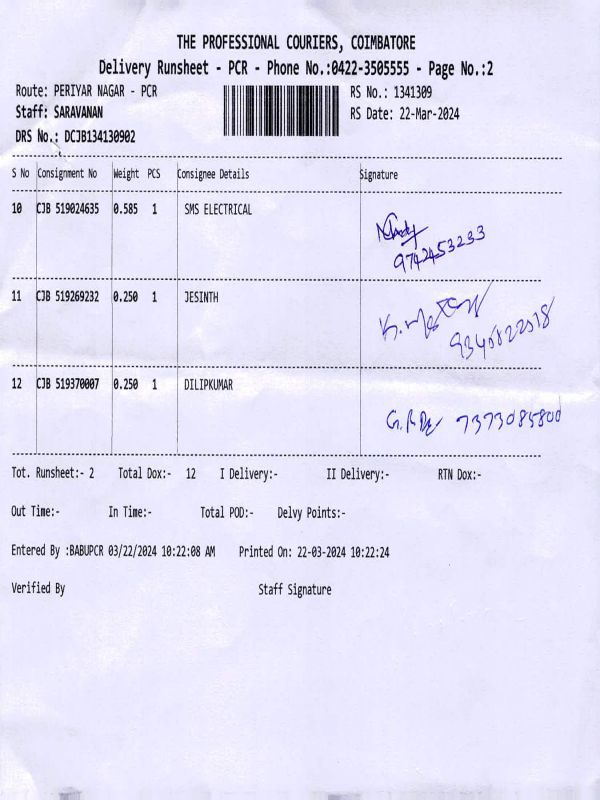 THE PROFESSIONAL COURIERS, COIMBATORE
Delivery Runsheet - PCR - Phone No.:0422-3505555 - Page No.:2
Route: PERIYAR NAGAR - PCR RS No.: 1341309
Staff: SARAVANAN RS Date: 22-Mar-2024
DRS No.: DCJB134130902
S No Consignment No Weight PCS Consignee Details Signature
10 CJB 519024635 0.585 1 SMS ELECTRICAL
9742453233
11 CJB 519269232 0.250 1 JESINTH
12 CJB 519370007 0.250 1 DILIPKUMAR
7373085800
Tot. Runsheet:- 2 Total Dox:- 12 I Delivery:- II Delivery:- RTN Dox:-
Out Time:- In Time:- Total POD:- Delvy Points:-
Entered By :BABUPCR 03/22/2024 10:22:08 AM Printed On: 22-03-2024 10:22:24
Verified By Staff Signature